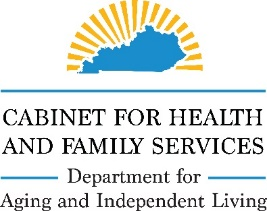 CABINET FOR HEALTH
AND FAMILY SERVICES
Department for
Aging and Independent Living